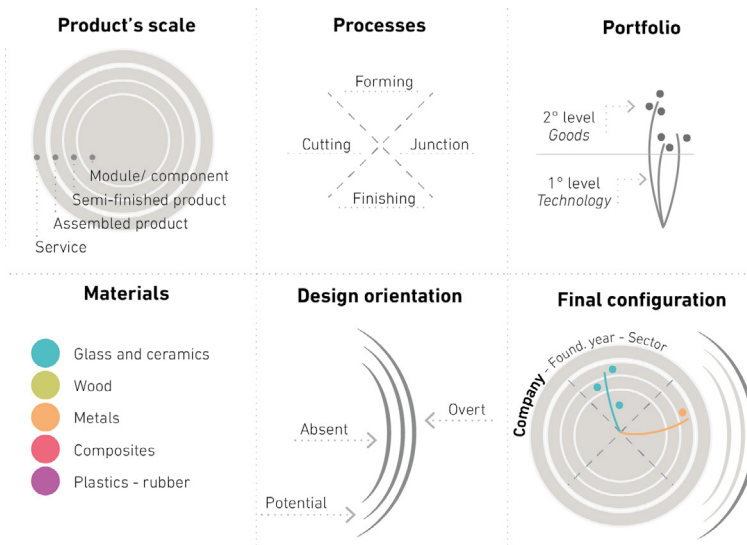 Product's scale
Module/ component
Semi-finished product
Assembled product
Service
Processes
Forming
Cutting
Junction
Finishing
Portfolio
2° level
Goods
1° level
Technology
Materials
Glass and ceramics
Wood
Metals
Composites
Plastics - rubber
Design orientation
Absent
Overt
Potential
Final configuration
Company - Found. year - Sector